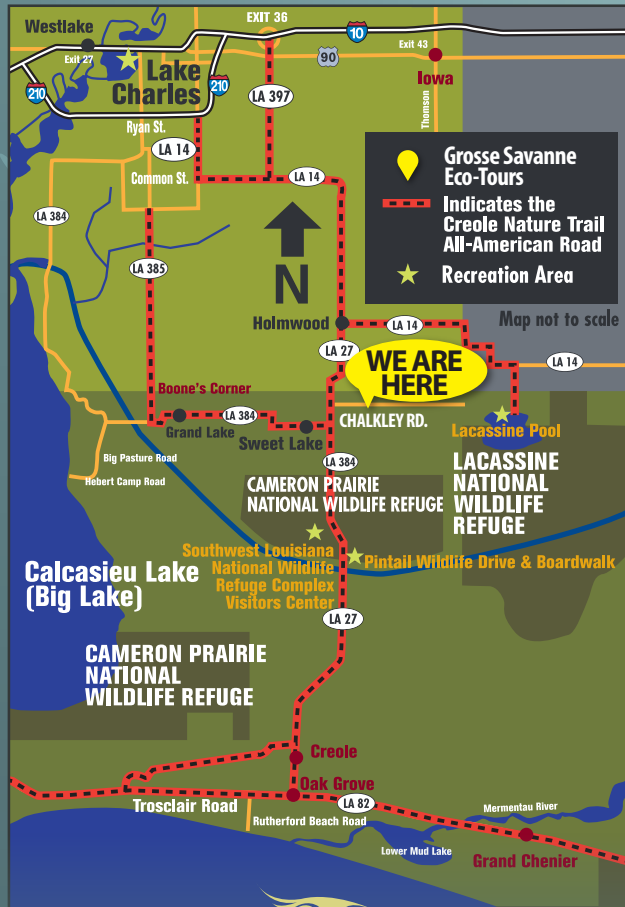 EXIT 36
Westlake
10
Exit 27
90
Exit 43
Lake
Charles
Iowa
210
210
LA 397
Thomson
Ryan St.
LA 14
Common St.
LA 14
Grosse Savanne
Eco-Tours
Indicates the
Creole Nature Trail
All-American Road
Recreation Area
LA 384
LA 385
N
Map not to scale
Holmwood
LA 14
LA 27
WE ARE
HERE
LA 14
Boone's Corner
LA 384
Grand Lake
Sweet Lake
CHALKLEY RD.
Lacassine Pool
Big Pasture Road
Hebert Camp Road
LA 384
LACASSINE
NATIONAL
WILDLIFE
REFUGE
CAMERON PRAIRIE
NATIONAL WILDLIFE REFUGE
Southwest Louisiana
National Wildlife
Refuge Complex
Visitors Center
Pintail Wildlife Drive & Boardwalk
Calcasieu Lake
(Big Lake)
LA 27
CAMERON PRAIRIE
NATIONAL
WILDLIFE REFUGE
Creole
Oak Grove
Trosclair Road
LA 82
Rutherford Beach Road
Mermentau River
Lower Mud Lake
Grand Chenier